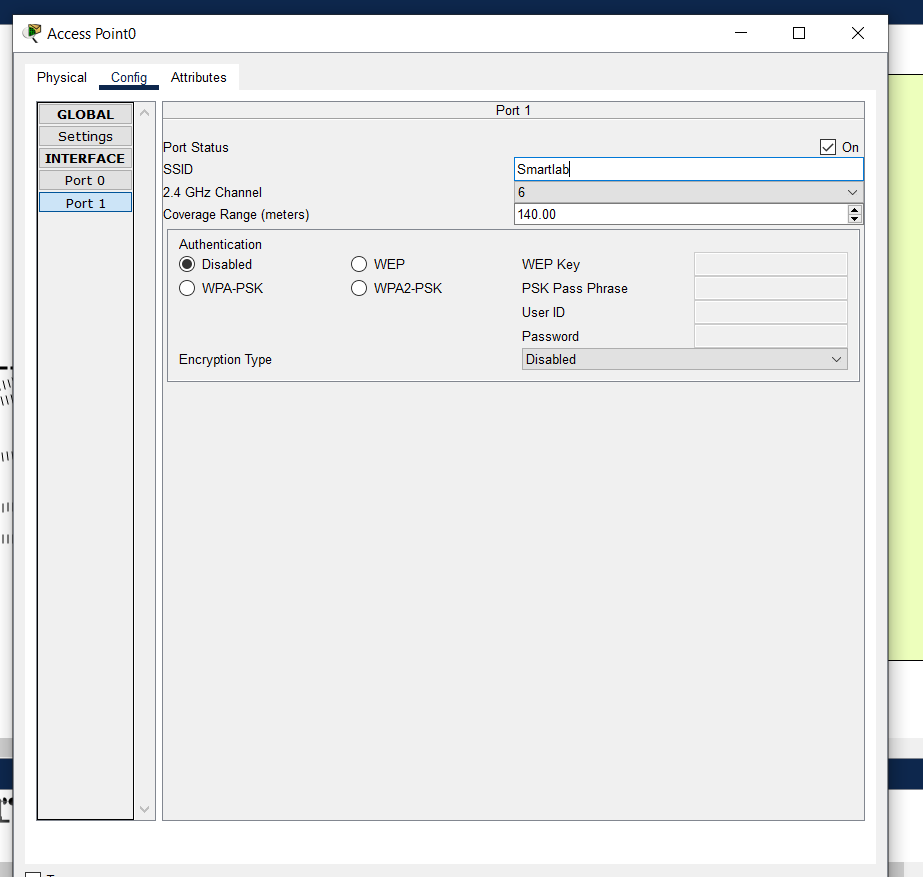 Access Point0
Physical Config Attributes
GLOBAL
Settings
INTERFACE
Port 0
Port 1
Port 1
Port Status On
SSID Smartlab
2.4 GHz Channel 6
Coverage Range (meters) 140.00
Authentication
Disabled WEP WEP Key
WPA-PSK WPA2-PSK PSK Pass Phrase
User ID
Password
Encryption Type Disabled